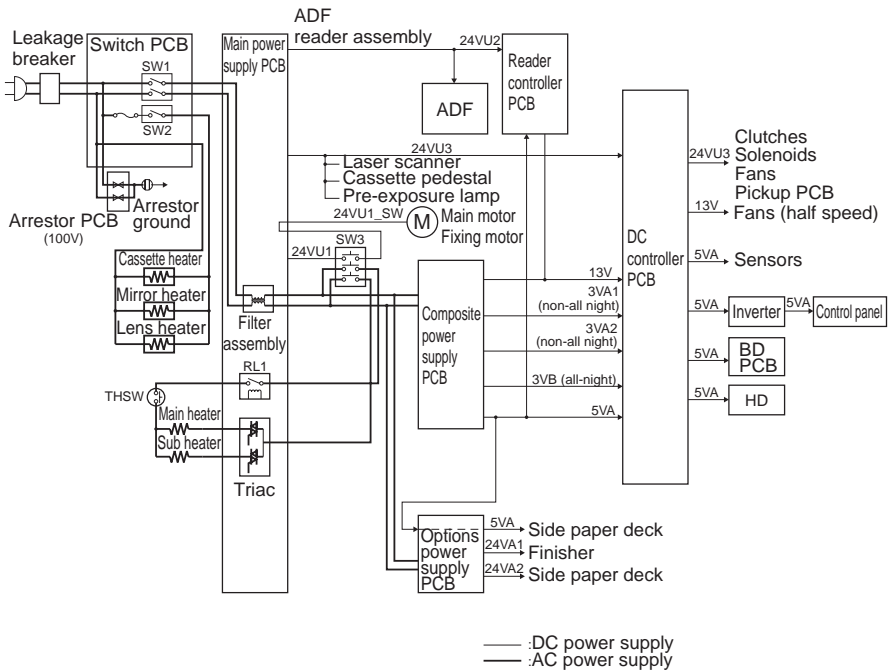 ADF
reader assembly
Leakage
breaker
Switch PCB
SW1
SW2
Main power
supply PCB
24VU2
Reader
controller
PCB
ADF
24VU3
Laser scanner
Cassette pedestal
Pre-exposure lamp
24VU1_SW
M
Main motor
Fixing motor
24VU1
SW3
Arrestor PCB
(100V)
Arrestor
ground
Cassette heater
Mirror heater
Lens heater
Filter
assembly
RL1
THSW
Main heater
Sub heater
Triac
Composite
power
supply
PCB
13V
3VA1
(non-all night)
3VA2
(non-all night)
3VB (all-night)
5VA
DC
controller
PCB
24VU3
Clutches
Solenoids
Fans
Pickup PCB
13V
Fans (half speed)
5VA
Sensors
5VA
Inverter
5VA
Control panel
5VA
BD
PCB
5VA
HD
Options
power
supply
PCB
5VA
Side paper deck
24VA1
Finisher
24VA2
Side paper deck
:DC power supply
:AC power supply